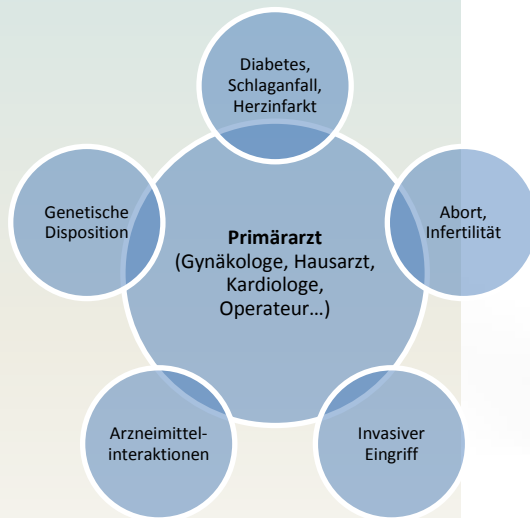 Diabetes,
Schlaganfall,
Herzinfarkt
Genetische
Disposition
Primärarzt
(Gynäkologe, Hausarzt,
Kardiologe,
Operateur…)
Abort,
Infertilität
Arzneimittel-
interaktionen
Invasiver
Eingriff